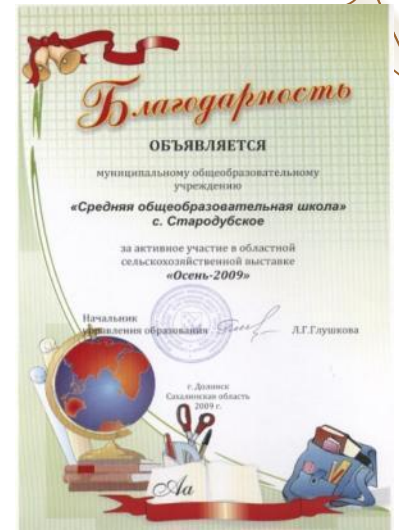 Благодарность
ОБЪЯВЛЯЕТСЯ
муниципальному общеобразовательному
учреждению
«Средняя общеобразовательная школа»
с. Стародубское
за активное участие в областной
сельскохозяйственной выставке
«Осень-2009»
Начальник
управления образования Л.Г.Глушкова
г. Долинск
Сахалинская область
2009 г.
Аа